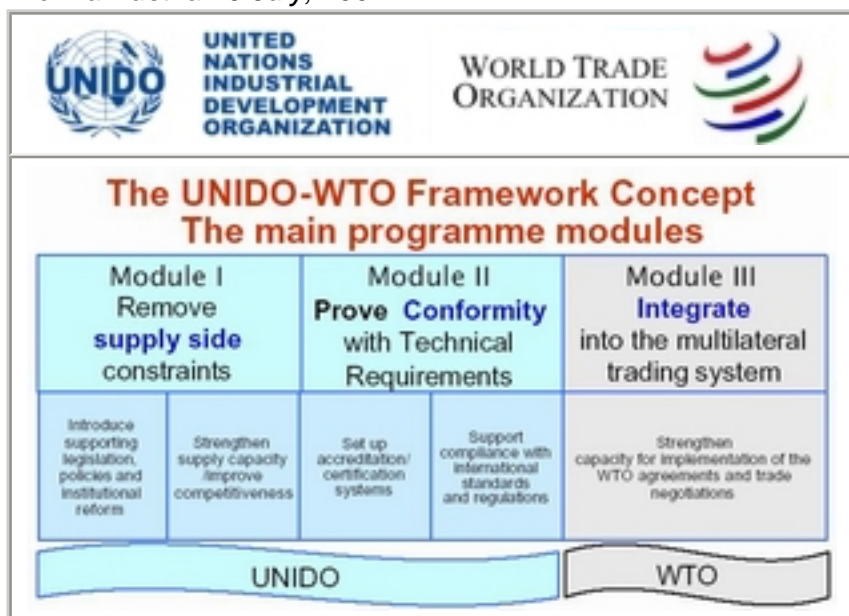 UNIDO
UNITED
NATIONS
INDUSTRIAL
DEVELOPMENT
ORGANIZATION
WORLD TRADE
ORGANIZATION
The UNIDO-WTO Framework Concept
The main programme modules
Module I
Remove
supply side
constraints
Module II
Prove Conformity
with Technical
Requirements
Module III
Integrate
into the multilateral
trading system
Introduce
supporting
legislation,
policies and
institutional
reform
Strengthen
supply capacity
/improve
competitiveness
Set up
accreditation/
certification
systems
Support
compliance with
international
standards
and regulations
Strengthen
capacity for implementation of the
WTO agreements and trade
negotiations
UNIDO
WTO